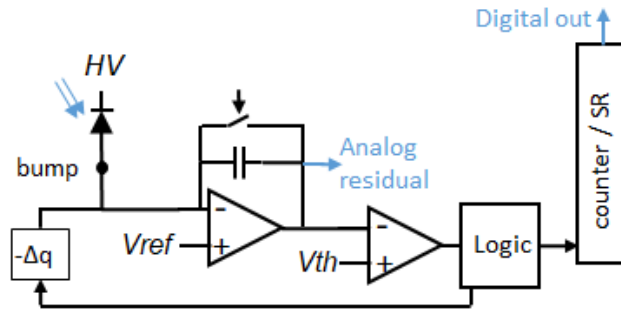 Digital out
HV
bump
Analog
residual
counter / SR
-
-
Vref
+
Vth
+
Logic
-Δq